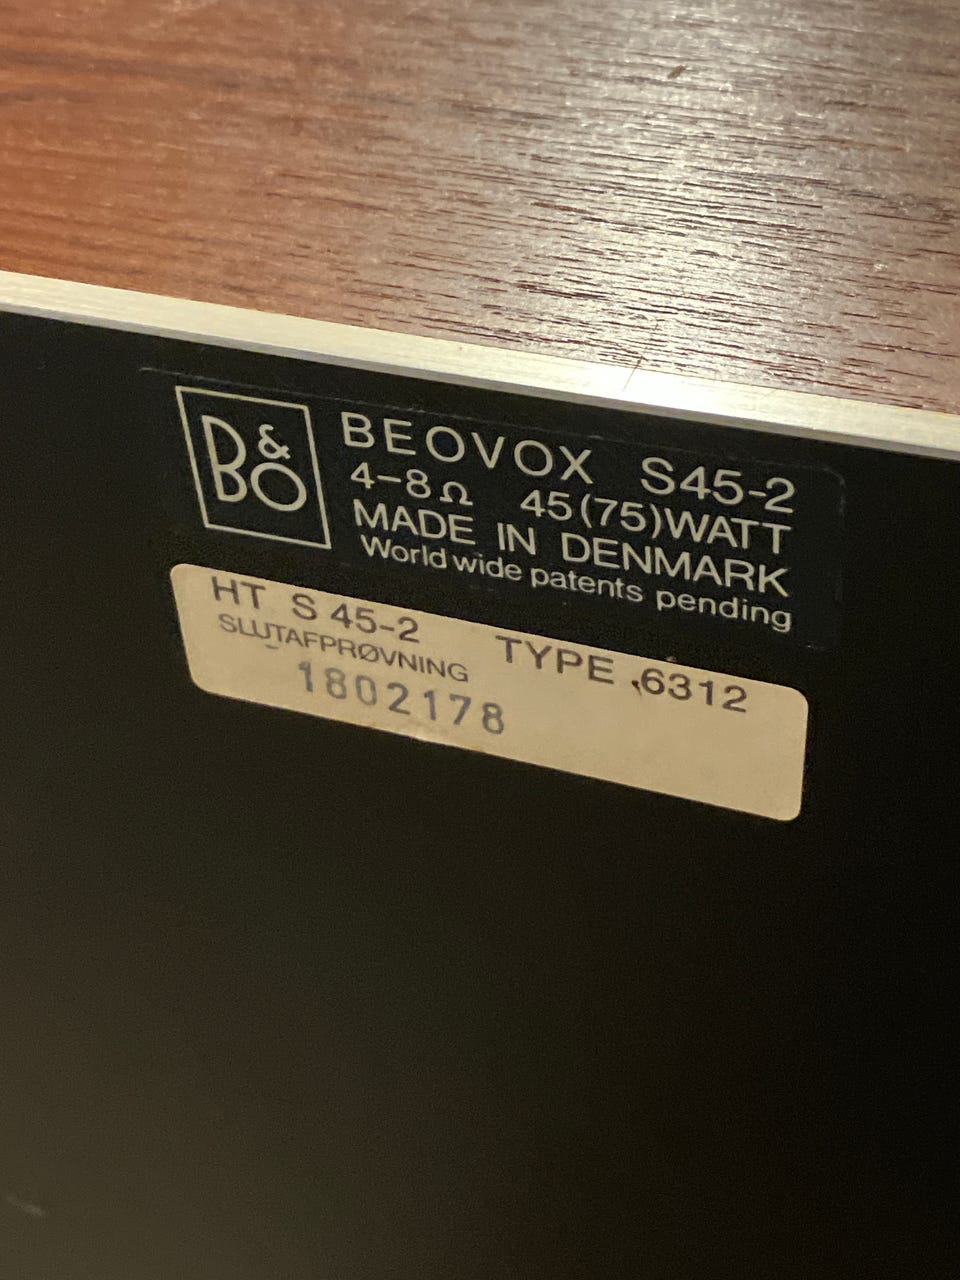 B&O
BEOVOX S45-2
4-8Ω 45(75)WATT
MADE IN DENMARK
World wide patents pending
HT S 45-2 TYPE 6312
SLUTAFPRØVNING
1802178